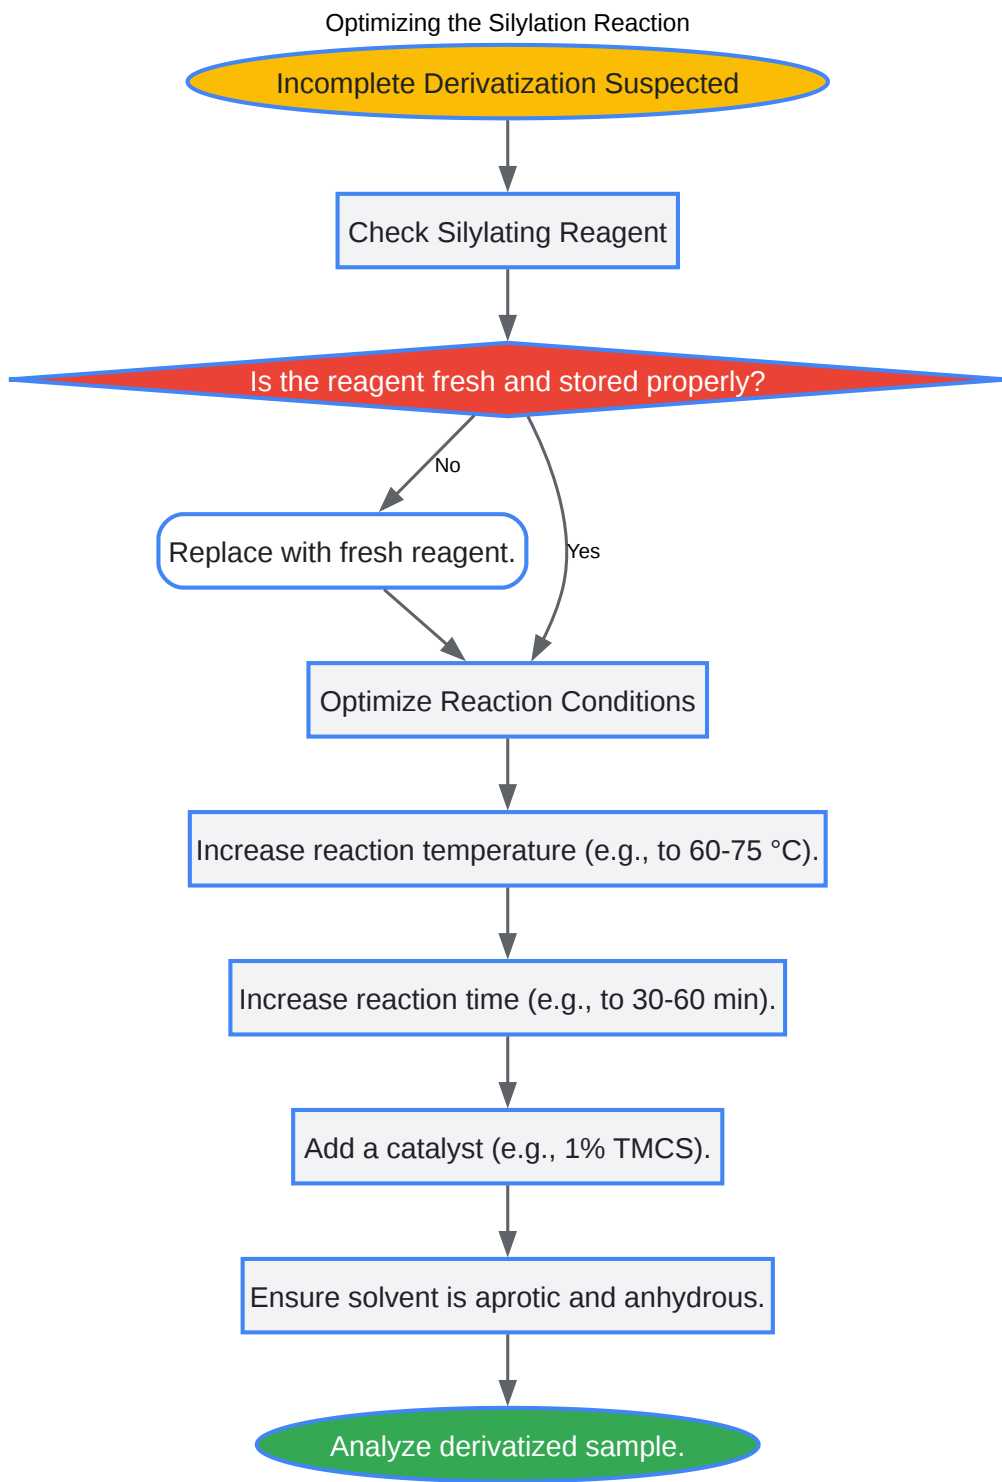 Optimizing the Silylation Reaction
Incomplete Derivatization Suspected
Check Silylating Reagent
Is the reagent fresh and stored properly?
No
Replace with fresh reagent.
Yes
Optimize Reaction Conditions
Increase reaction temperature (e.g., to 60-75 °C).
Increase reaction time (e.g., to 30-60 min).
Add a catalyst (e.g., 1% TMCS).
Ensure solvent is aprotic and anhydrous.
Analyze derivatized sample.